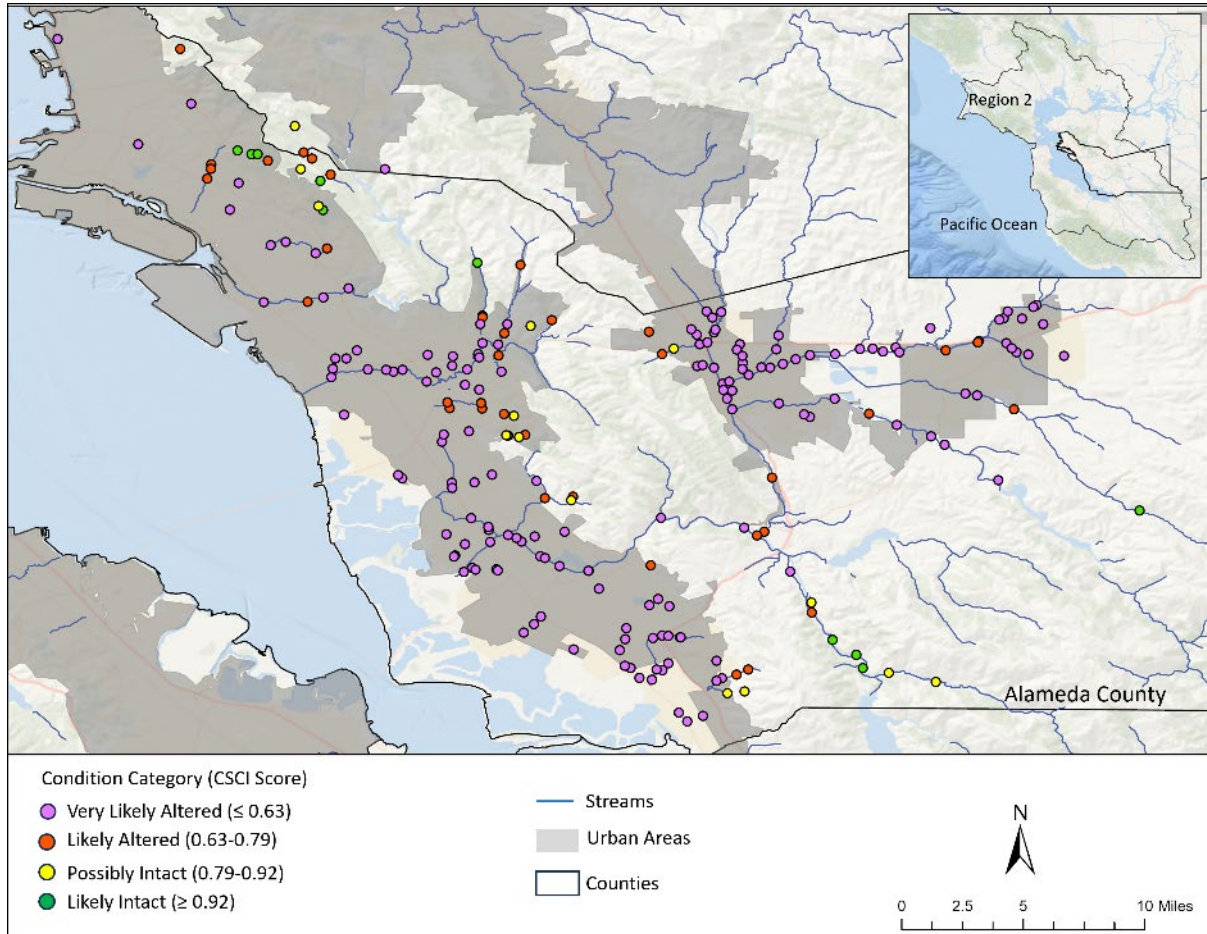 Region 2
Pacific Ocean
Alameda County
Condition Category (CSCI Score)
Very Likely Altered (≤ 0.63)
Likely Altered (0.63-0.79)
Possibly Intact (0.79-0.92)
Likely Intact (≥ 0.92)
Streams
Urban Areas
Counties
N
0 2.5 5 10 Miles